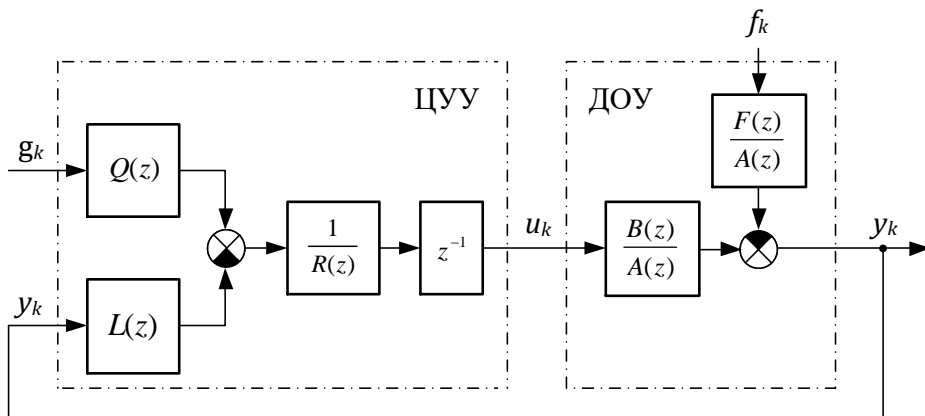 f_k
ЦУУ
ДОУ
F(z)
A(z)
g_k
Q(z)
1
R(z)
z^{-1}
u_k
B(z)
A(z)
y_k
y_k
L(z)